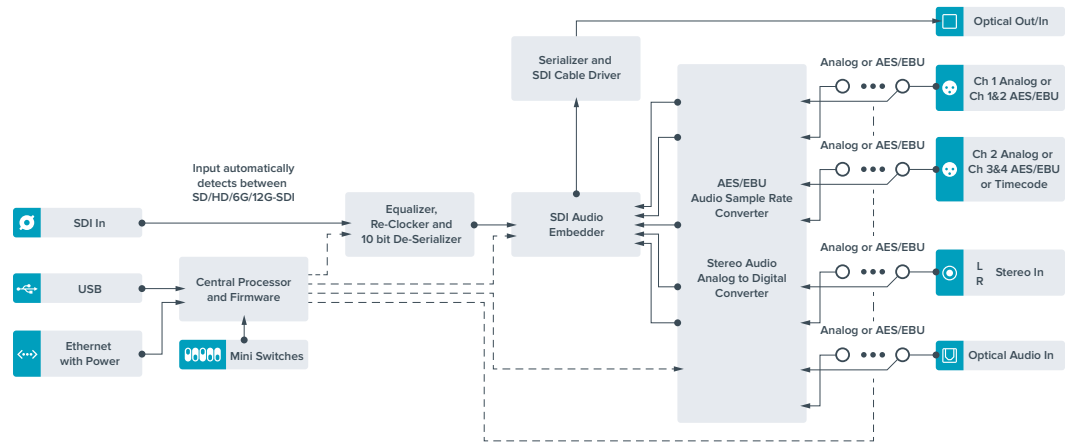 Optical Out/In
Serializer and
SDI Cable Driver
Analog or AES/EBU
Ch 1 Analog or
Ch 1&2 AES/EBU
Analog or AES/EBU
Ch 2 Analog or
Ch 3&4 AES/EBU
or Timecode
Input automatically
detects between
SD/HD/6G/12G-SDI
SDI In
Equalizer,
Re-Clocker and
10 bit De-Serializer
SDI Audio
Embedder
AES/EBU
Audio Sample Rate
Converter
Stereo Audio
Analog to Digital
Converter
Analog or AES/EBU
L
R
Stereo In
USB
Central Processor
and Firmware
Ethernet
with Power
Mini Switches
Analog or AES/EBU
Optical Audio In